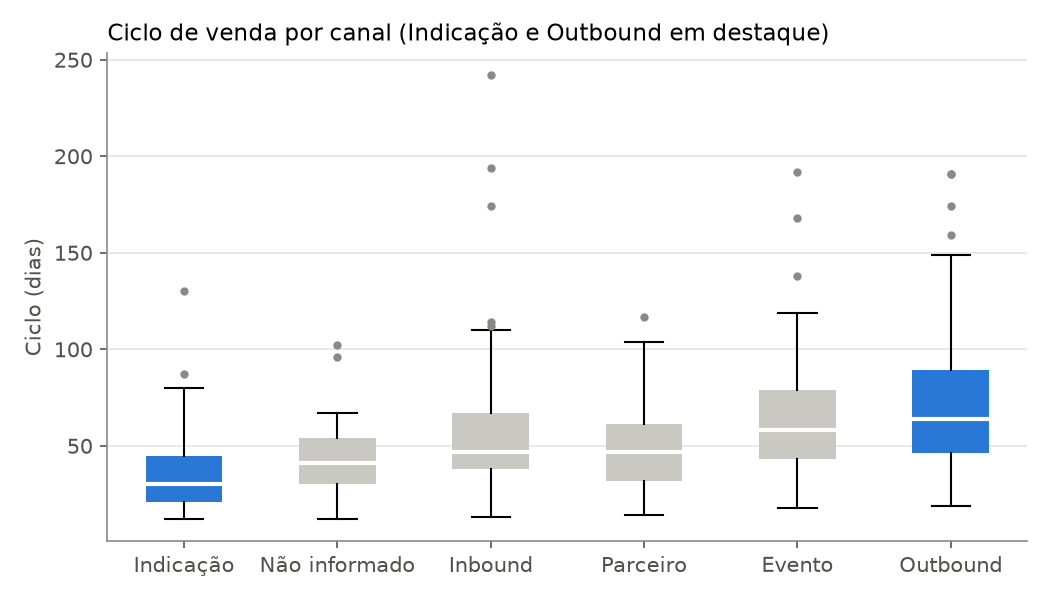 Ciclo de venda por canal (Indicação e Outbound em destaque)
250
200
150
100
50
Ciclo (dias)
Indicação
Não informado
Inbound
Parceiro
Evento
Outbound